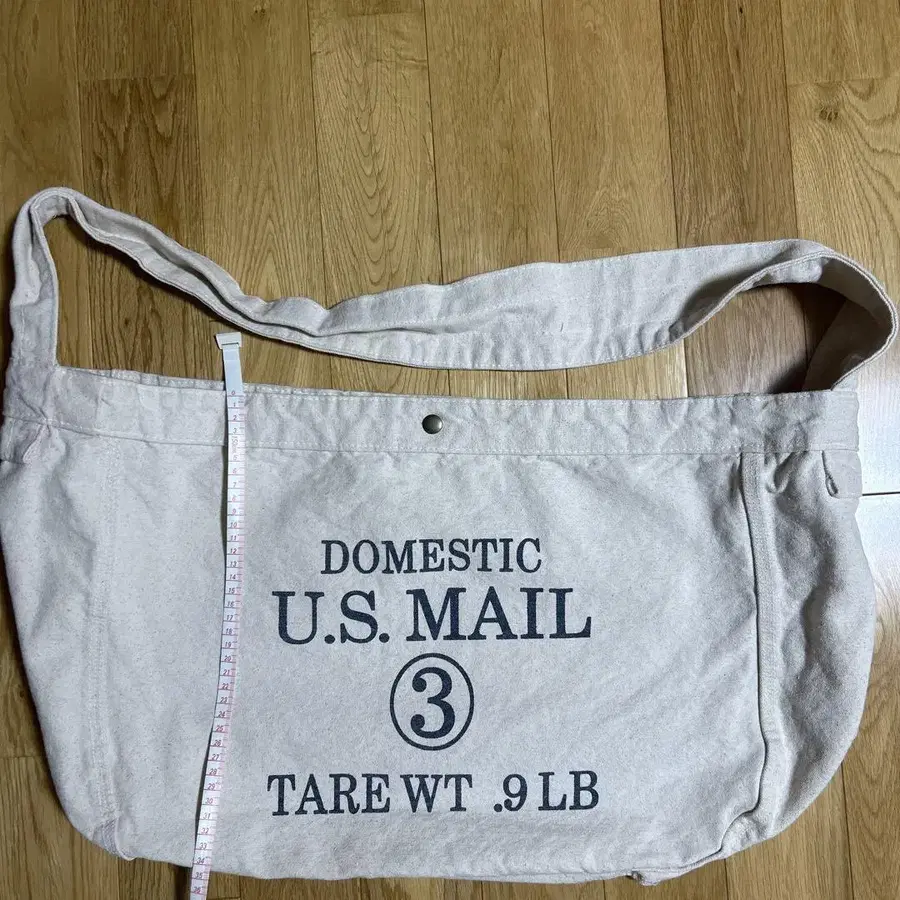 DOMESTIC
U.S. MAIL
3
TARE WT .9 LB